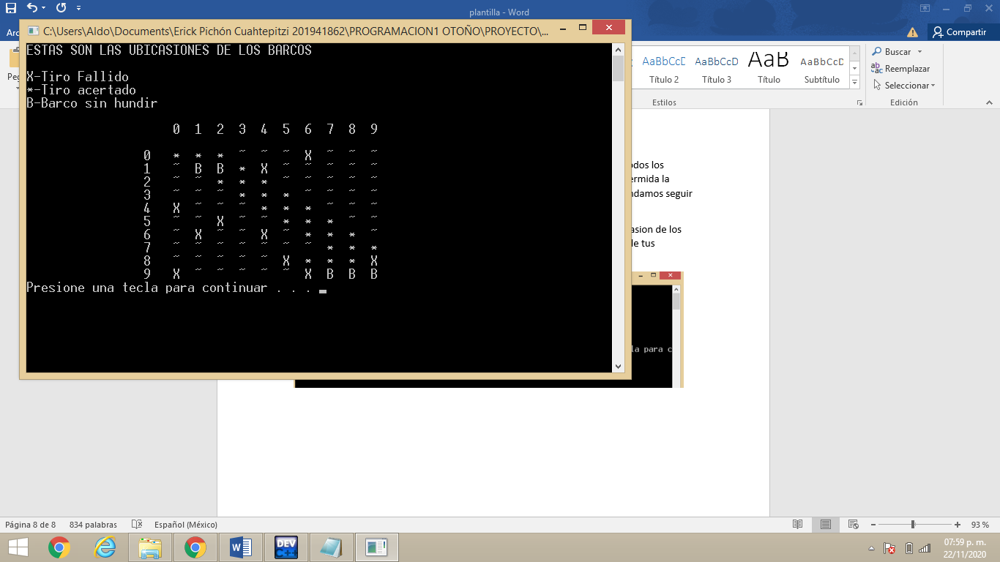 plantilla - Word
C:\Users\Aldo\Documents\Erick Pichón Cuahtepitzi 201941862\PROGRAMACION1 OTOÑO\PROYECTO\...
Compartir
AaBbCcD AaBbCcD AaB AaBbCcD
Título 2 Título 3 Título Subtítulo
Estilos
Buscar
Reemplazar
Seleccionar
Edición
ESTAS SON LAS UBICASIONES DE LOS BARCOS
X-Tiro Fallido
*-Tiro acertado
B-Barco sin hundir
0 1 2 3 4 5 6 7 8 9
0 * * * ~ ~ ~ X ~ ~ ~
1 ~ B B * X ~ ~ ~ ~ ~
2 ~ ~ * * * ~ ~ ~ ~ ~
3 ~ ~ ~ * * * ~ ~ ~ ~
4 X ~ ~ ~ * * * ~ ~ ~
5 ~ ~ X ~ ~ * * * ~ ~
6 ~ X ~ ~ X ~ * * * ~
7 ~ ~ ~ ~ ~ ~ ~ * * *
8 ~ ~ ~ ~ ~ X * * * X
9 X ~ ~ ~ ~ ~ X B B B
Presione una tecla para continuar . . .
odos los
ermida la
ndamos seguir
asion de los
de tus
la para c
Página 8 de 8 834 palabras Español (México) 93 %
DEV
07:59 p. m.
22/11/2020